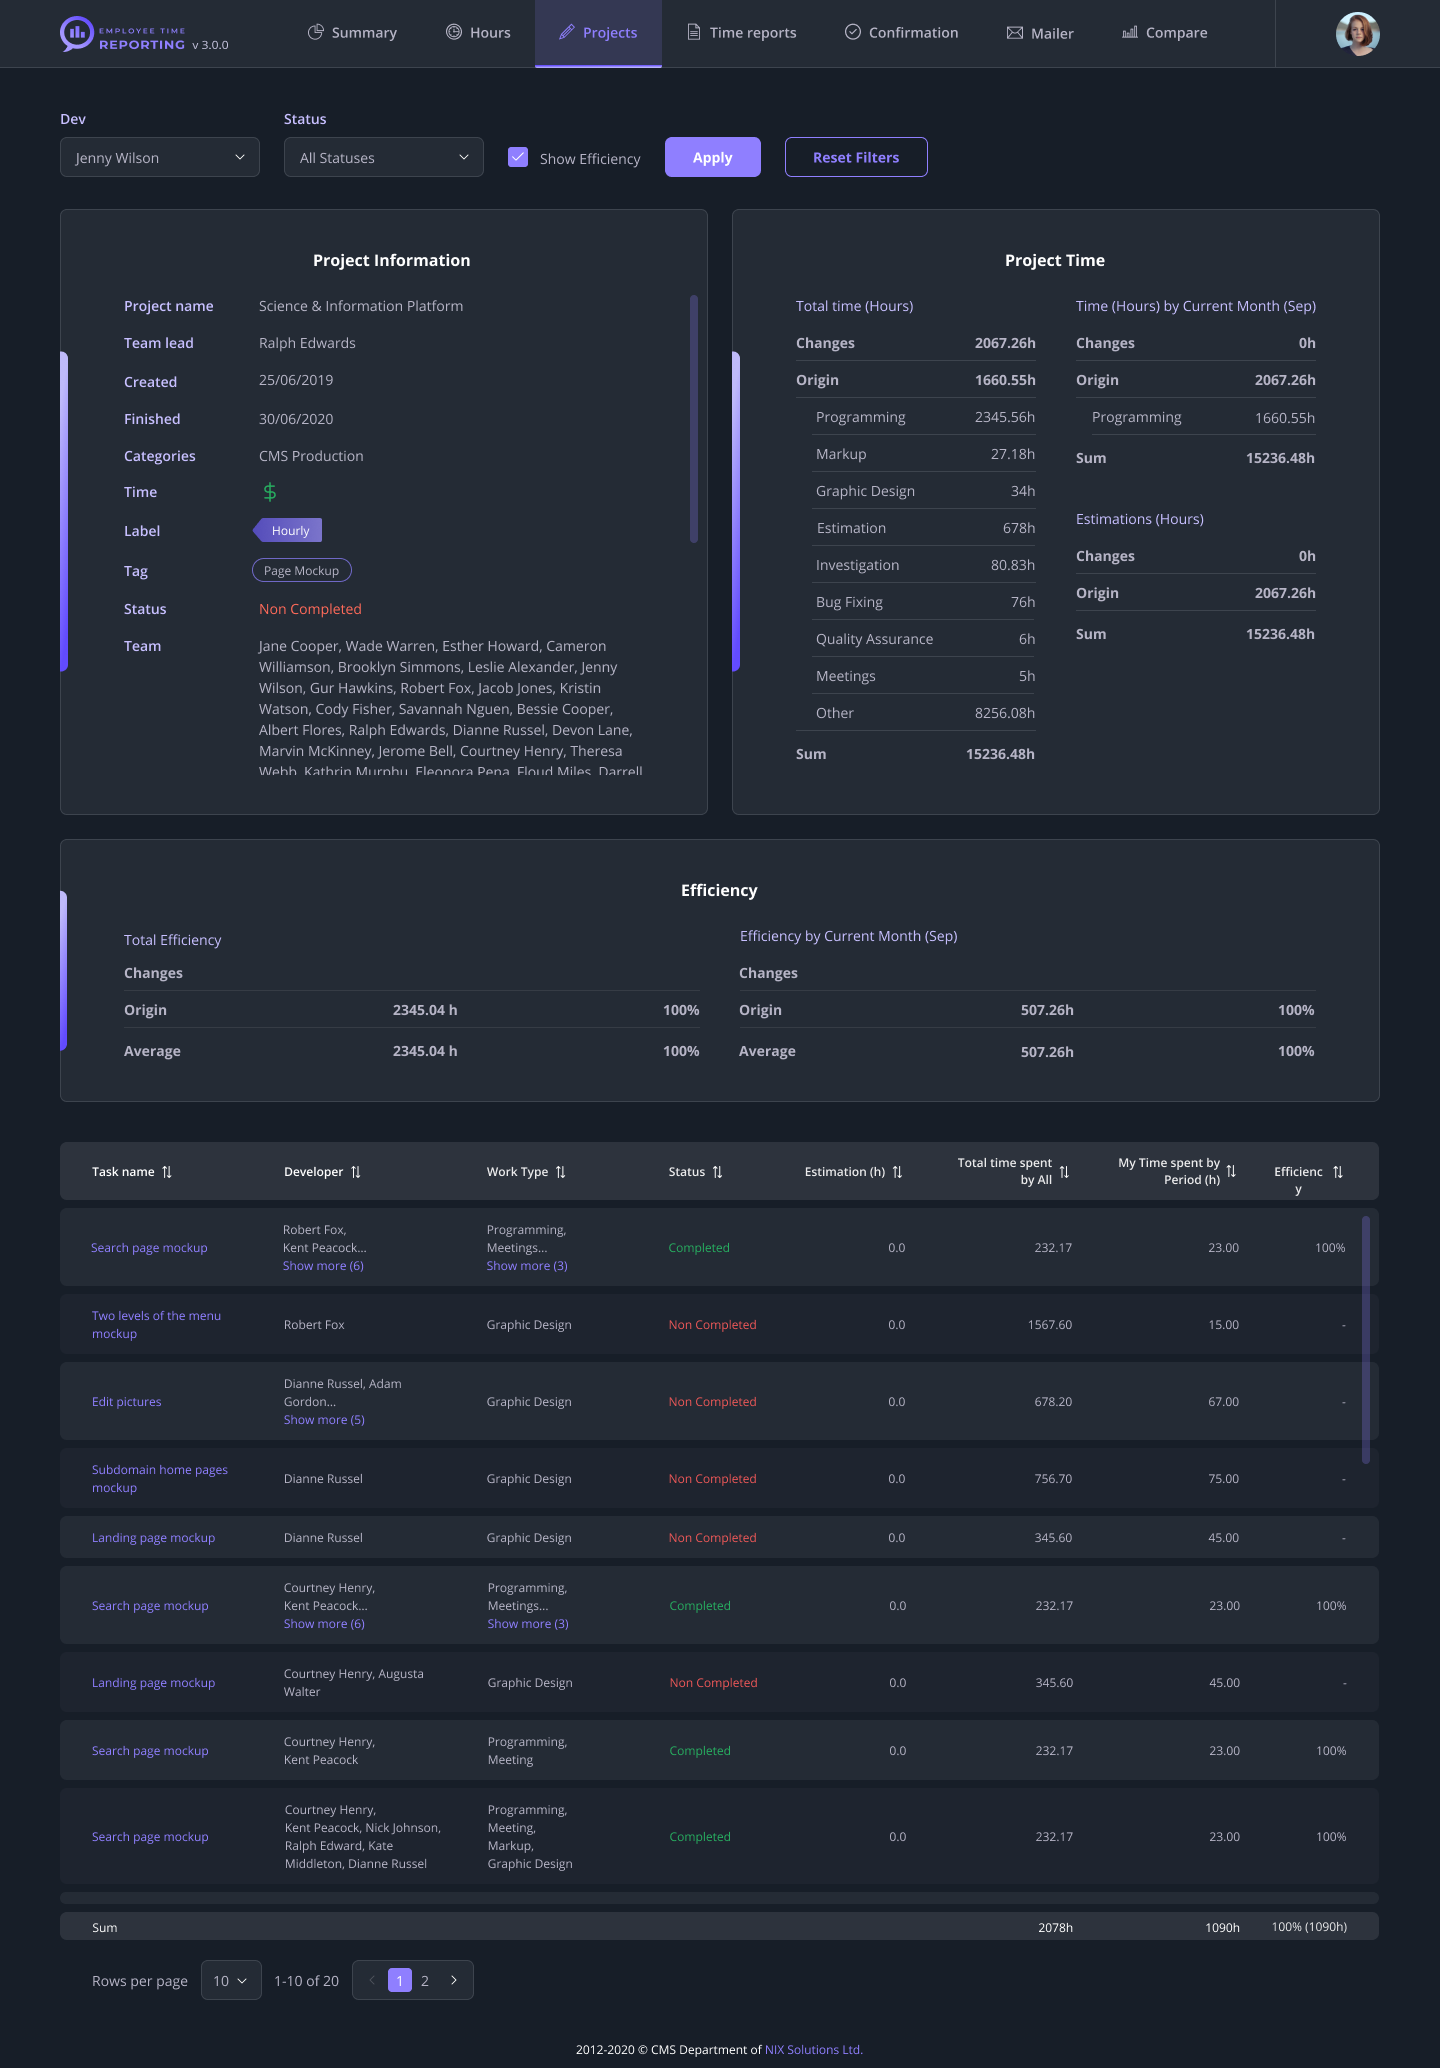 EMPLOYEE TIME
REPORTING v 3.0.0
Summary
Hours
Projects
Time reports
Confirmation
Mailer
Compare
Dev
Status
Jenny Wilson
All Statuses
Show Efficiency
Apply
Reset Filters
Project Information
Project name Science & Information Platform
Team lead Ralph Edwards
Created 25/06/2019
Finished 30/06/2020
Categories CMS Production
Time $
Label Hourly
Tag Page Mockup
Status Non Completed
Team Jane Cooper, Wade Warren, Esther Howard, Cameron
Williamson, Brooklyn Simmons, Leslie Alexander, Jenny
Wilson, Gur Hawkins, Robert Fox, Jacob Jones, Kristin
Watson, Cody Fisher, Savannah Nguen, Bessie Cooper,
Albert Flores, Ralph Edwards, Dianne Russel, Devon Lane,
Marvin McKinney, Jerome Bell, Courtney Henry, Theresa
Webb, Kathrin Murphu, Eleonora Pena, Floud Miles, Darrell
Project Time
Total time (Hours)
Changes 2067.26h
Origin 1660.55h
Programming 2345.56h
Markup 27.18h
Graphic Design 34h
Estimation 678h
Investigation 80.83h
Bug Fixing 76h
Quality Assurance 6h
Meetings 5h
Other 8256.08h
Sum 15236.48h
Time (Hours) by Current Month (Sep)
Changes 0h
Origin 2067.26h
Programming 1660.55h
Sum 15236.48h
Estimations (Hours)
Changes 0h
Origin 2067.26h
Sum 15236.48h
Efficiency
Total Efficiency
Changes
Origin 2345.04 h 100%
Average 2345.04 h 100%
Efficiency by Current Month (Sep)
Changes
Origin 507.26h 100%
Average 507.26h 100%
Task name
Developer
Work Type
Status
Estimation (h)
Total time spent
by All
My Time spent by
Period (h)
Efficienc
y
Search page mockup
Robert Fox,
Kent Peacock...
Show more (6)
Programming,
Meetings...
Show more (3)
Completed 0.0 232.17 23.00 100%
Two levels of the menu
mockup
Robert Fox Graphic Design Non Completed 0.0 1567.60 15.00 -
Edit pictures
Dianne Russel, Adam
Gordon...
Show more (5)
Graphic Design Non Completed 0.0 678.20 67.00 -
Subdomain home pages
mockup
Dianne Russel Graphic Design Non Completed 0.0 756.70 75.00 -
Landing page mockup Dianne Russel Graphic Design Non Completed 0.0 345.60 45.00 -
Search page mockup
Courtney Henry,
Kent Peacock...
Show more (6)
Programming,
Meetings...
Show more (3)
Completed 0.0 232.17 23.00 100%
Landing page mockup
Courtney Henry, Augusta
Walter
Graphic Design Non Completed 0.0 345.60 45.00 -
Search page mockup
Courtney Henry,
Kent Peacock
Programming,
Meeting
Completed 0.0 232.17 23.00 100%
Search page mockup
Courtney Henry,
Kent Peacock, Nick Johnson,
Ralph Edward, Kate
Middleton, Dianne Russel
Programming,
Meeting,
Markup,
Graphic Design
Completed 0.0 232.17 23.00 100%
Sum 2078h 1090h 100% (1090h)
Rows per page 10 1-10 of 20 1 2
2012-2020 © CMS Department of NIX Solutions Ltd.